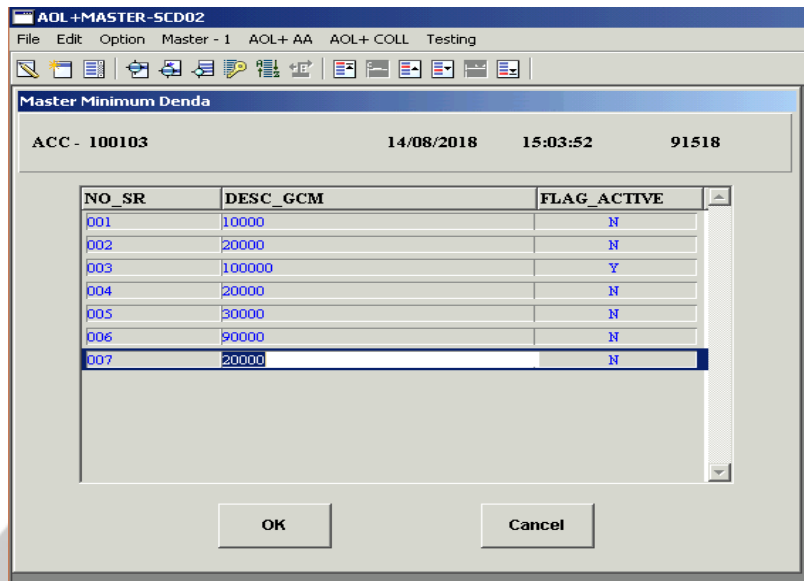 AOL+MASTER-SCD02
File Edit Option Master - 1 AOL+ AA AOL+ COLL Testing
Master Minimum Denda
ACC - 100103 14/08/2018 15:03:52 91518
NO_SR DESC_GCM FLAG_ACTIVE
001 10000 N
002 20000 N
003 100000 Y
004 20000 N
005 30000 N
006 90000 N
007 20000 N
OK Cancel